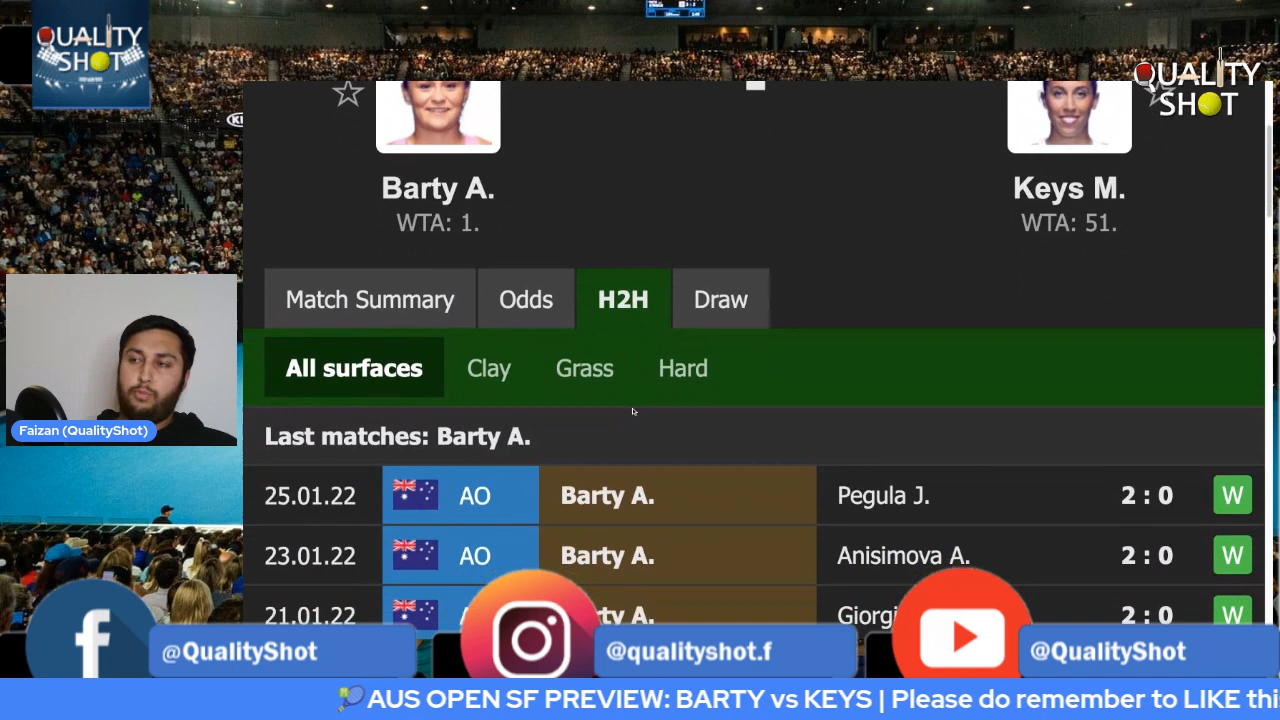 QUALITY
SHOT
QUALITY
SHOT
Barty A.
WTA: 1.
Keys M.
WTA: 51.
Match Summary
Odds
H2H
Draw
All surfaces
Clay
Grass
Hard
Faizan (QualityShot)
Last matches: Barty A.
25.01.22 AO Barty A. Pegula J. 2 : 0 W
23.01.22 AO Barty A. Anisimova A. 2 : 0 W
21.01.22 2 : 0 W
@QualityShot
@qualityshot.f
@QualityShot
AUS OPEN SF PREVIEW: BARTY vs KEYS | Please do remember to LIKE thi